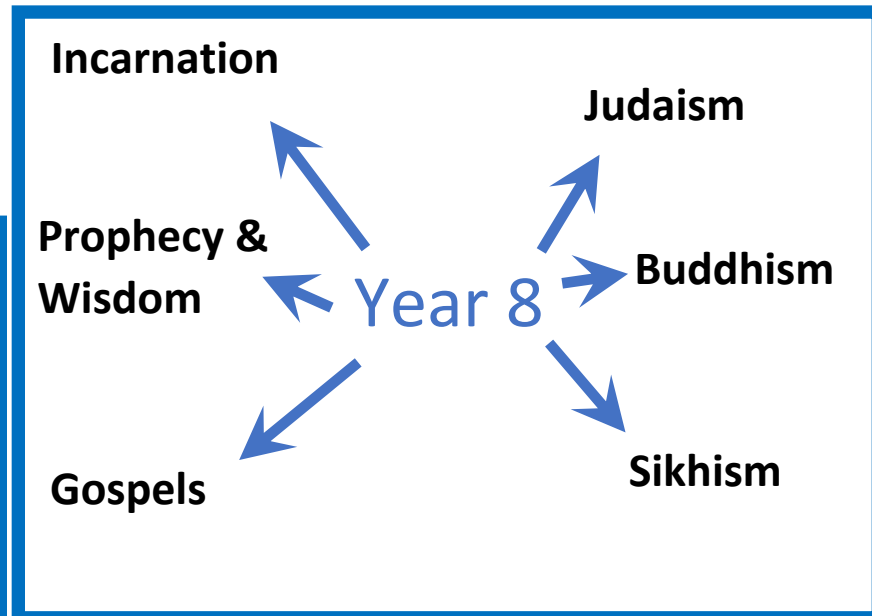 Incarnation
Judaism
Prophecy &
Wisdom
Buddhism
Year 8
Gospels
Sikhism